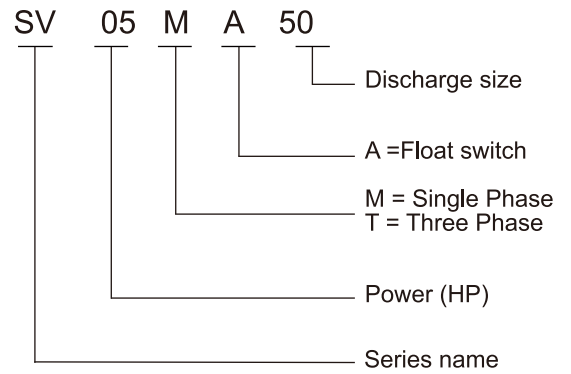 SV 05 M A 50
Discharge size
A =Float switch
M = Single Phase
T = Three Phase
Power (HP)
Series name